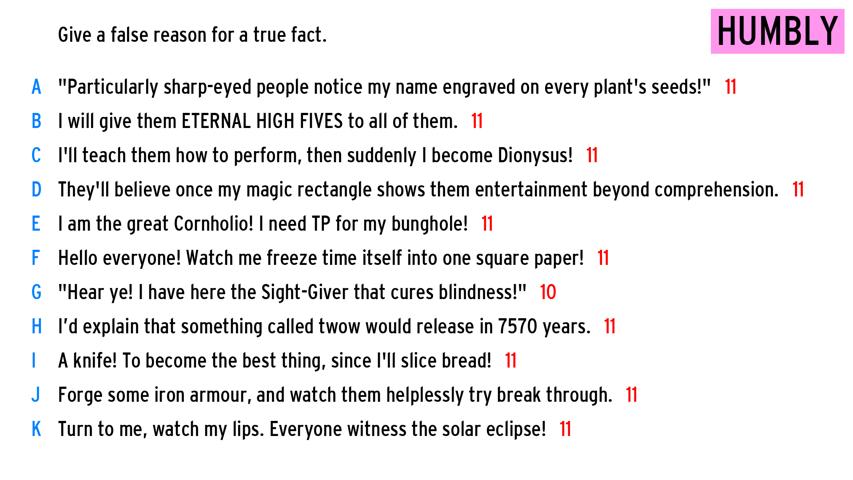 Give a false reason for a true fact.
HUMBLY
A "Particularly sharp-eyed people notice my name engraved on every plant's seeds!" 11
B I will give them ETERNAL HIGH FIVES to all of them. 11
C I'll teach them how to perform, then suddenly I become Dionysus! 11
D They'll believe once my magic rectangle shows them entertainment beyond comprehension. 11
E I am the great Cornholio! I need TP for my bunghole! 11
F Hello everyone! Watch me freeze time itself into one square paper! 11
G "Hear ye! I have here the Sight-Giver that cures blindness!" 10
H I'd explain that something called twow would release in 7570 years. 11
I A knife! To become the best thing, since I'll slice bread! 11
J Forge some iron armour, and watch them helplessly try break through. 11
K Turn to me, watch my lips. Everyone witness the solar eclipse! 11